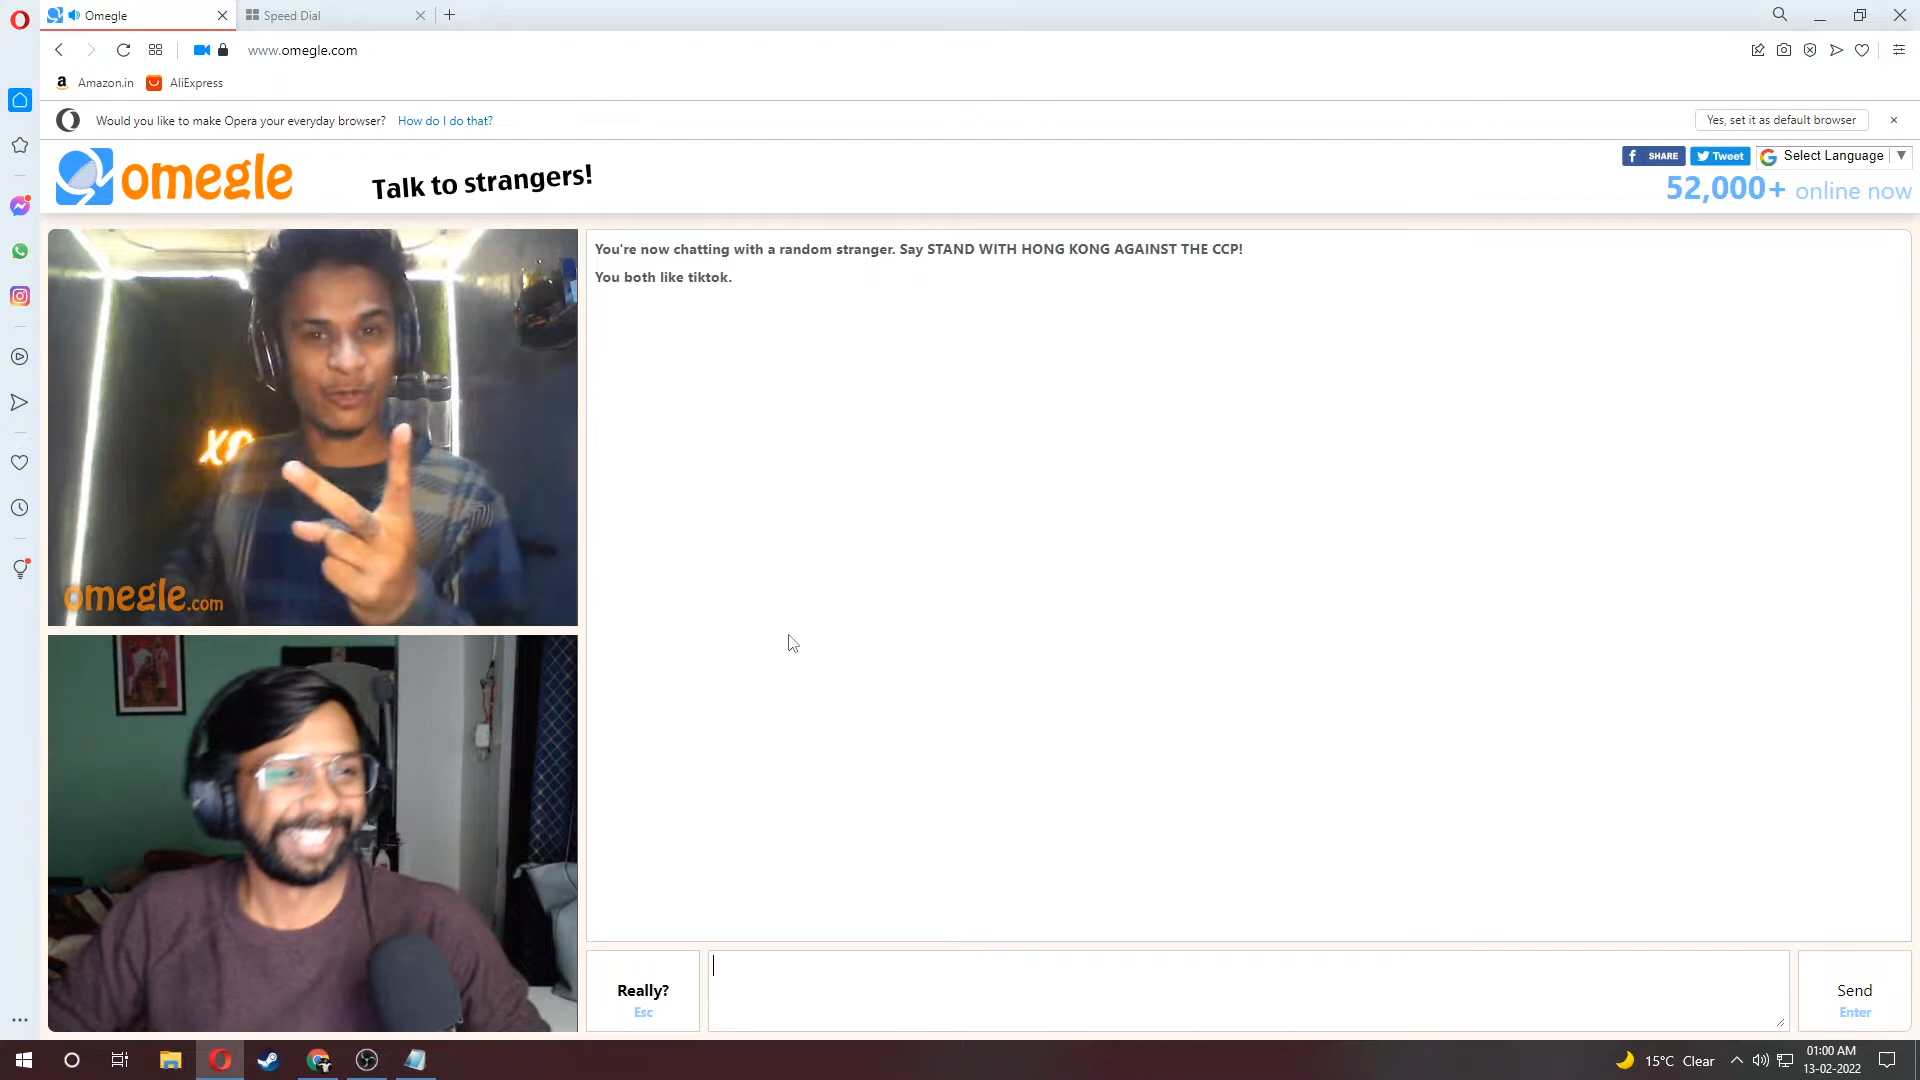 Omegle
Speed Dial
www.omegle.com
Amazon.in
AliExpress
Would you like to make Opera your everyday browser? How do I do that?
Yes, set it as default browser
omegle
Talk to strangers!
SHARE
Tweet
Select Language
52,000+ online now
You're now chatting with a random stranger. Say STAND WITH HONG KONG AGAINST THE CCP!
You both like tiktok.
omegle.com
Really?
Esc
Send
Enter
15°C Clear
01:00 AM
13-02-2022